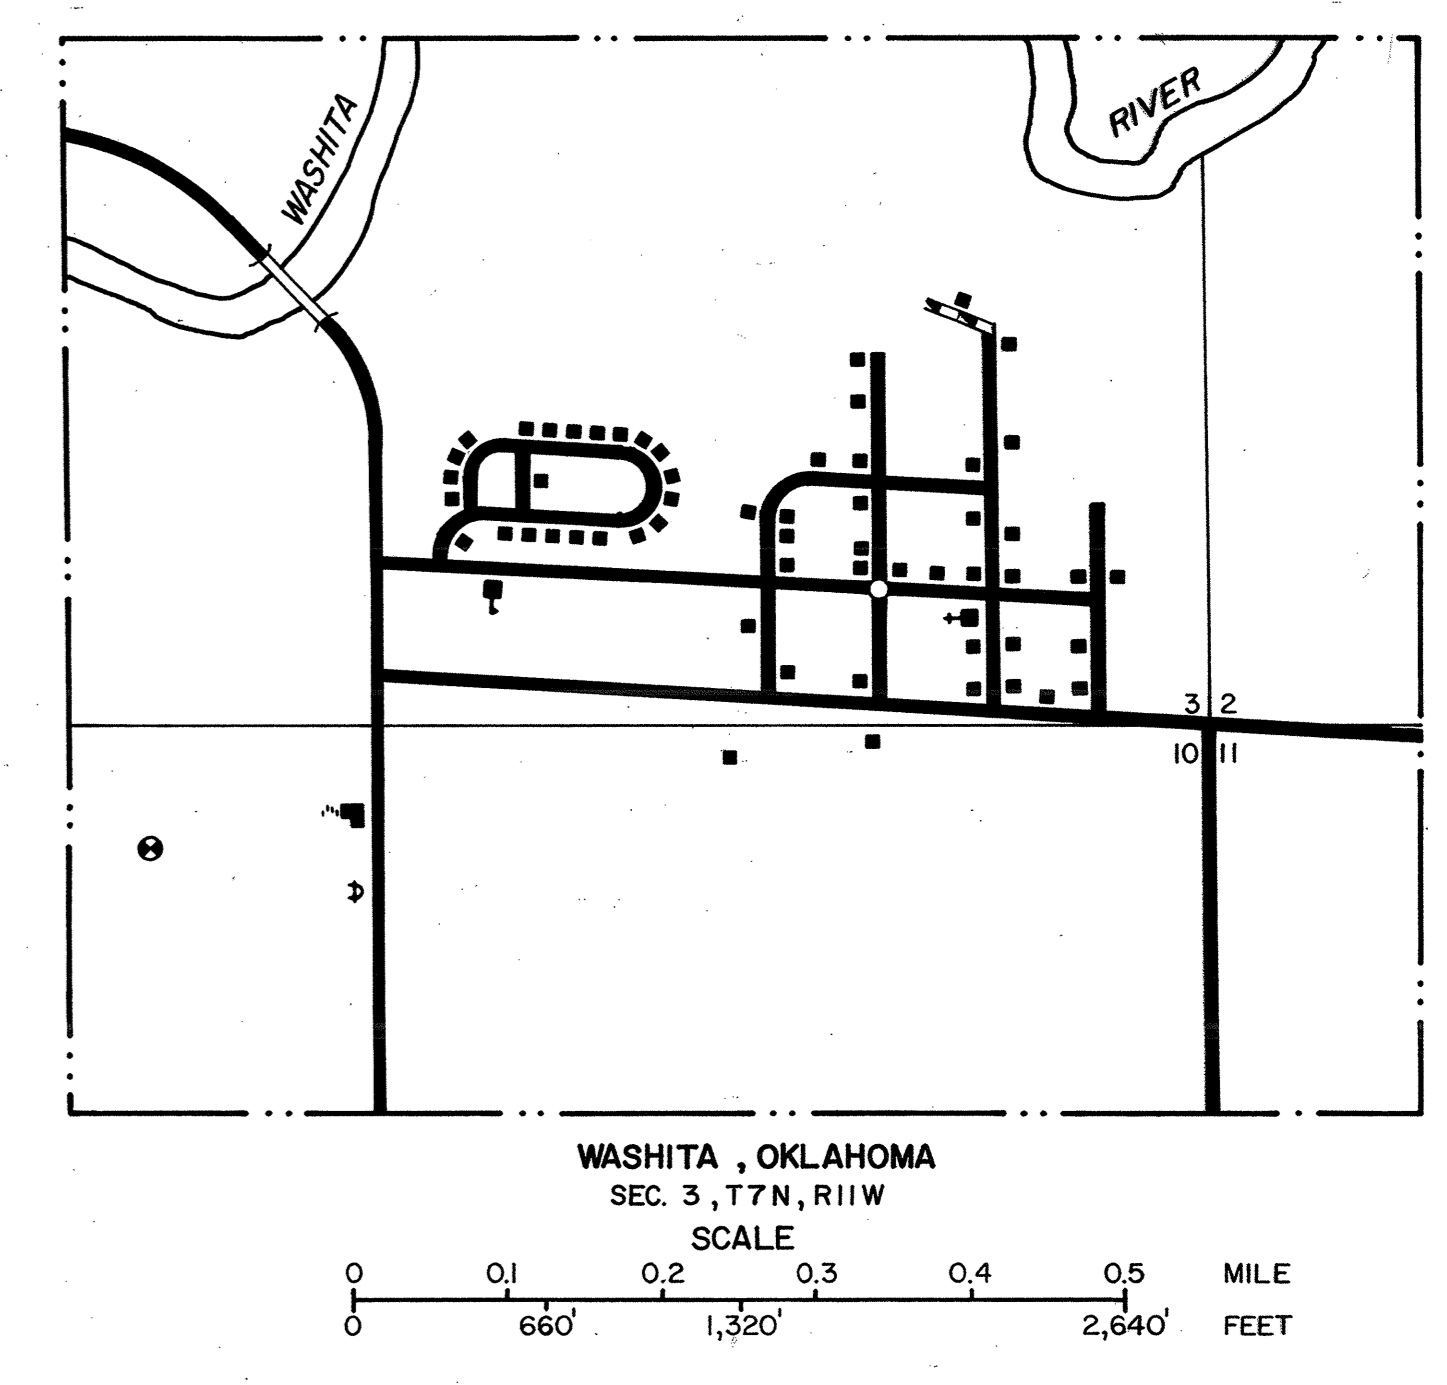 WASHITA
RIVER
3 2
10 11
WASHITA , OKLAHOMA
SEC. 3 , T7N, R11W
SCALE
0 0.1 0.2 0.3 0.4 0.5 MILE
0 660' 1,320' 2,640' FEET